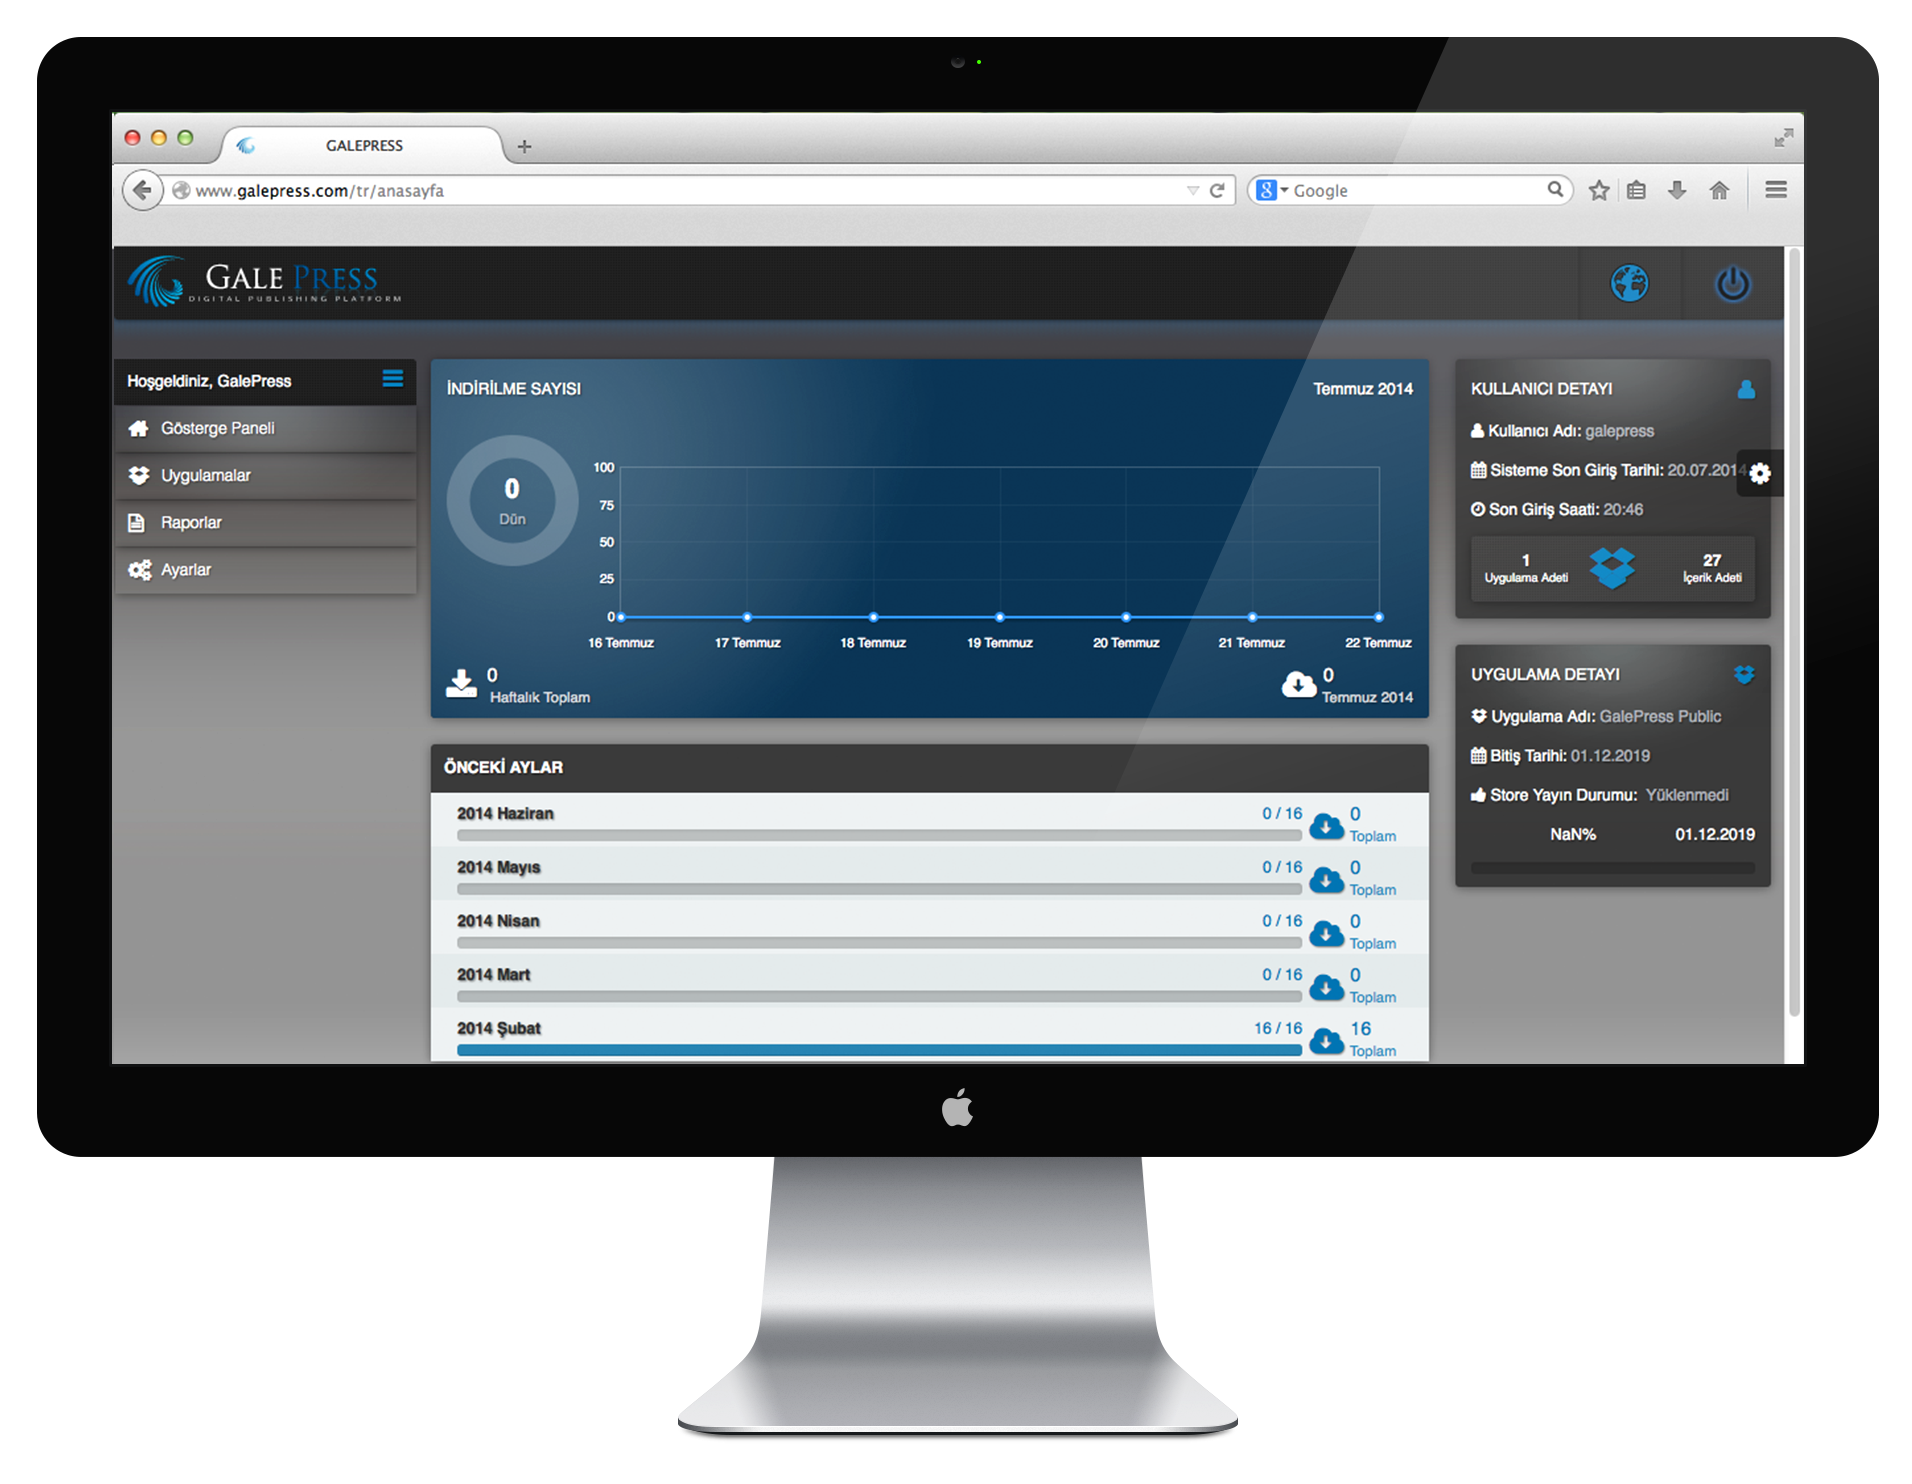 GALEPRESS
www.galepress.com/tr/anasayfa
8
Google
GALE PRESS
DIGITAL PUBLISHING PLATFORM
Hoşgeldiniz, GalePress
Gösterge Paneli
Uygulamalar
Raporlar
Ayarlar
İNDİRİLME SAYISI
Temmuz 2014
0
Dün
100
75
50
25
0
16 Temmuz
17 Temmuz
18 Temmuz
19 Temmuz
20 Temmuz
21 Temmuz
22 Temmuz
0
Haftalık Toplam
0
Temmuz 2014
ÖNCEKİ AYLAR
2014 Haziran
0 / 16
0
Toplam
2014 Mayıs
0 / 16
0
Toplam
2014 Nisan
0 / 16
0
Toplam
2014 Mart
0 / 16
0
Toplam
2014 Şubat
16 / 16
16
Toplam
KULLANICI DETAYI
Kullanıcı Adı: galepress
Sisteme Son Giriş Tarihi: 20.07.2014
Son Giriş Saati: 20:46
1
Uygulama Adeti
27
İçerik Adeti
UYGULAMA DETAYI
Uygulama Adı: GalePress Public
Bitiş Tarihi: 01.12.2019
Store Yayın Durumu: Yüklenmedi
NaN%
01.12.2019